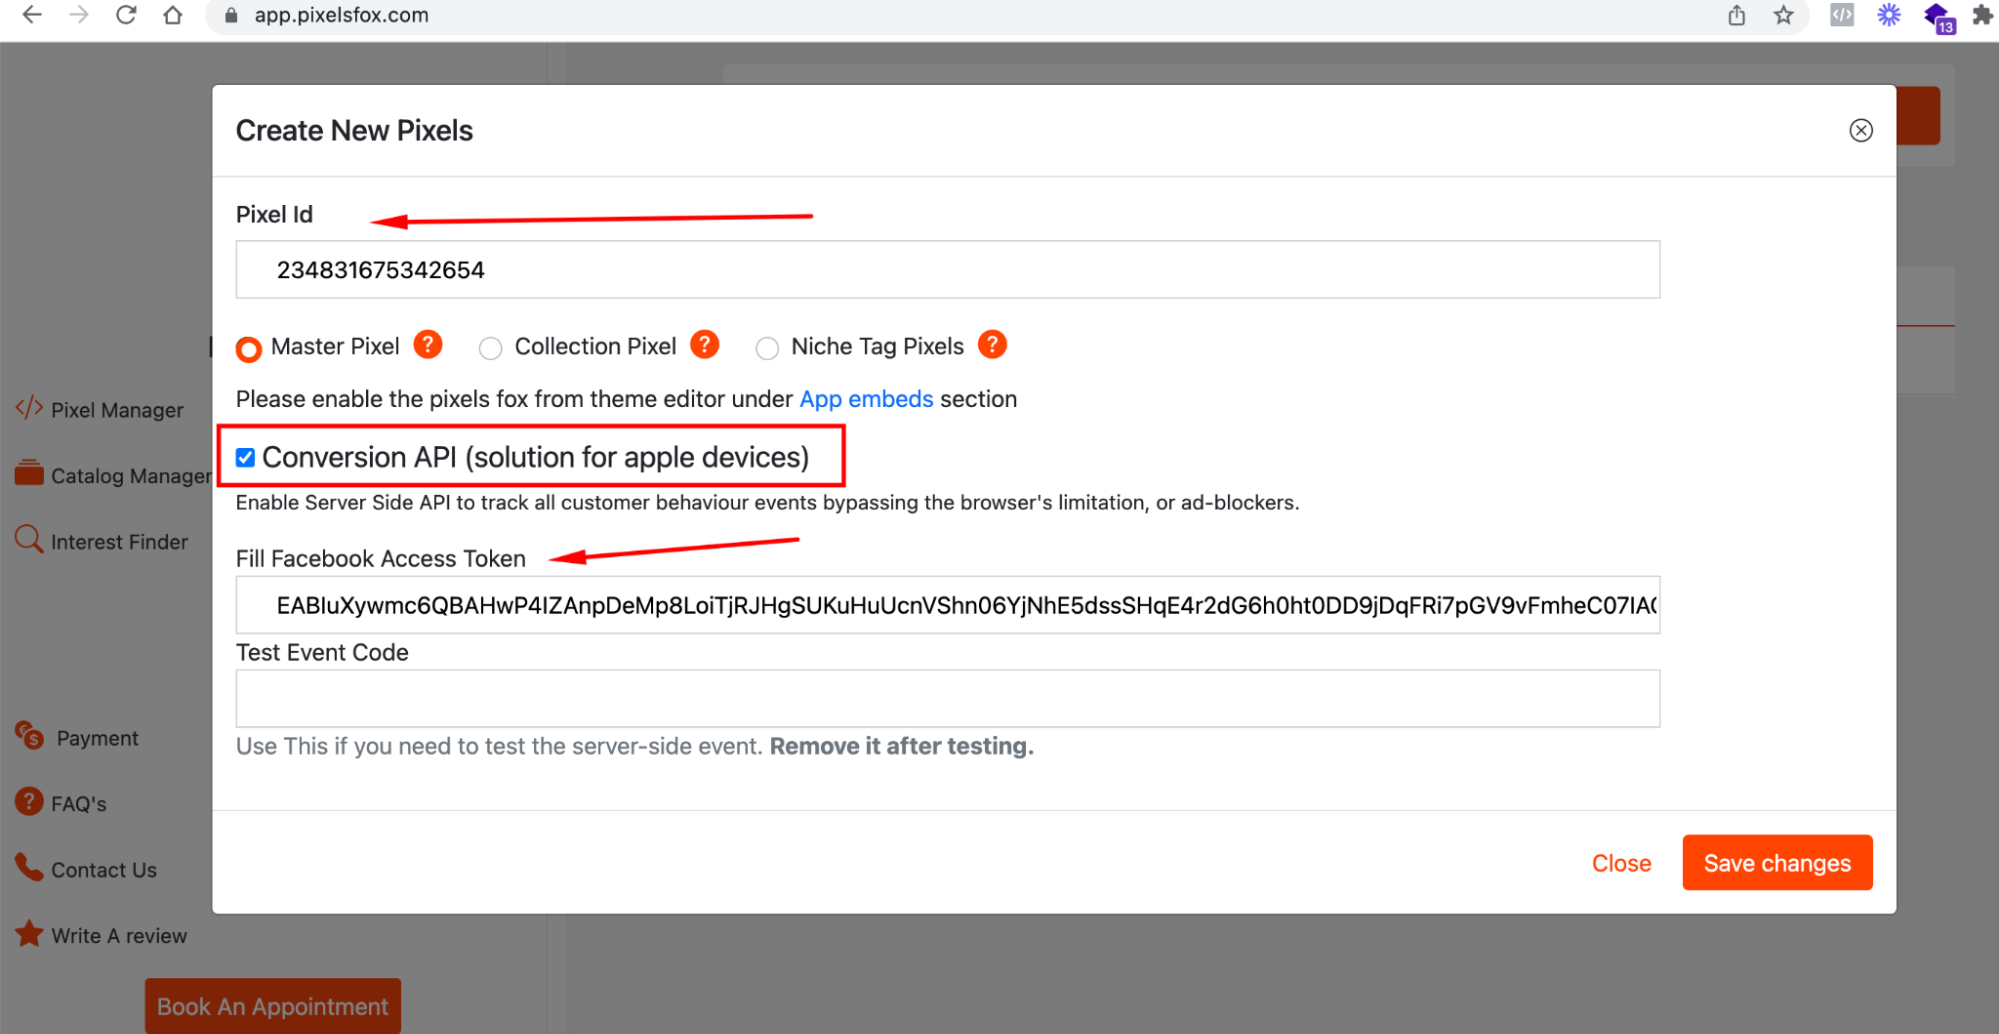 app.pixelsfox.com
13
Create New Pixels
Pixel Id
234831675342654
Master Pixel ? Collection Pixel ? Niche Tag Pixels ?
Please enable the pixels fox from theme editor under App embeds section
Conversion API (solution for apple devices)
Enable Server Side API to track all customer behaviour events bypassing the browser's limitation, or ad-blockers.
Fill Facebook Access Token
EABIuXywmc6QBAHwP4IZAnpDeMp8LoiTjRJHgSUKuHuUcnVShn06YjNhE5dssSHqE4r2dG6h0ht0DD9jDqFRi7pGV9vFmheC07IA
Test Event Code
Use This if you need to test the server-side event. Remove it after testing.
Close
Save changes
Pixel Manager
Catalog Manager
Interest Finder
Payment
FAQ's
Contact Us
Write A review
Book An Appointment